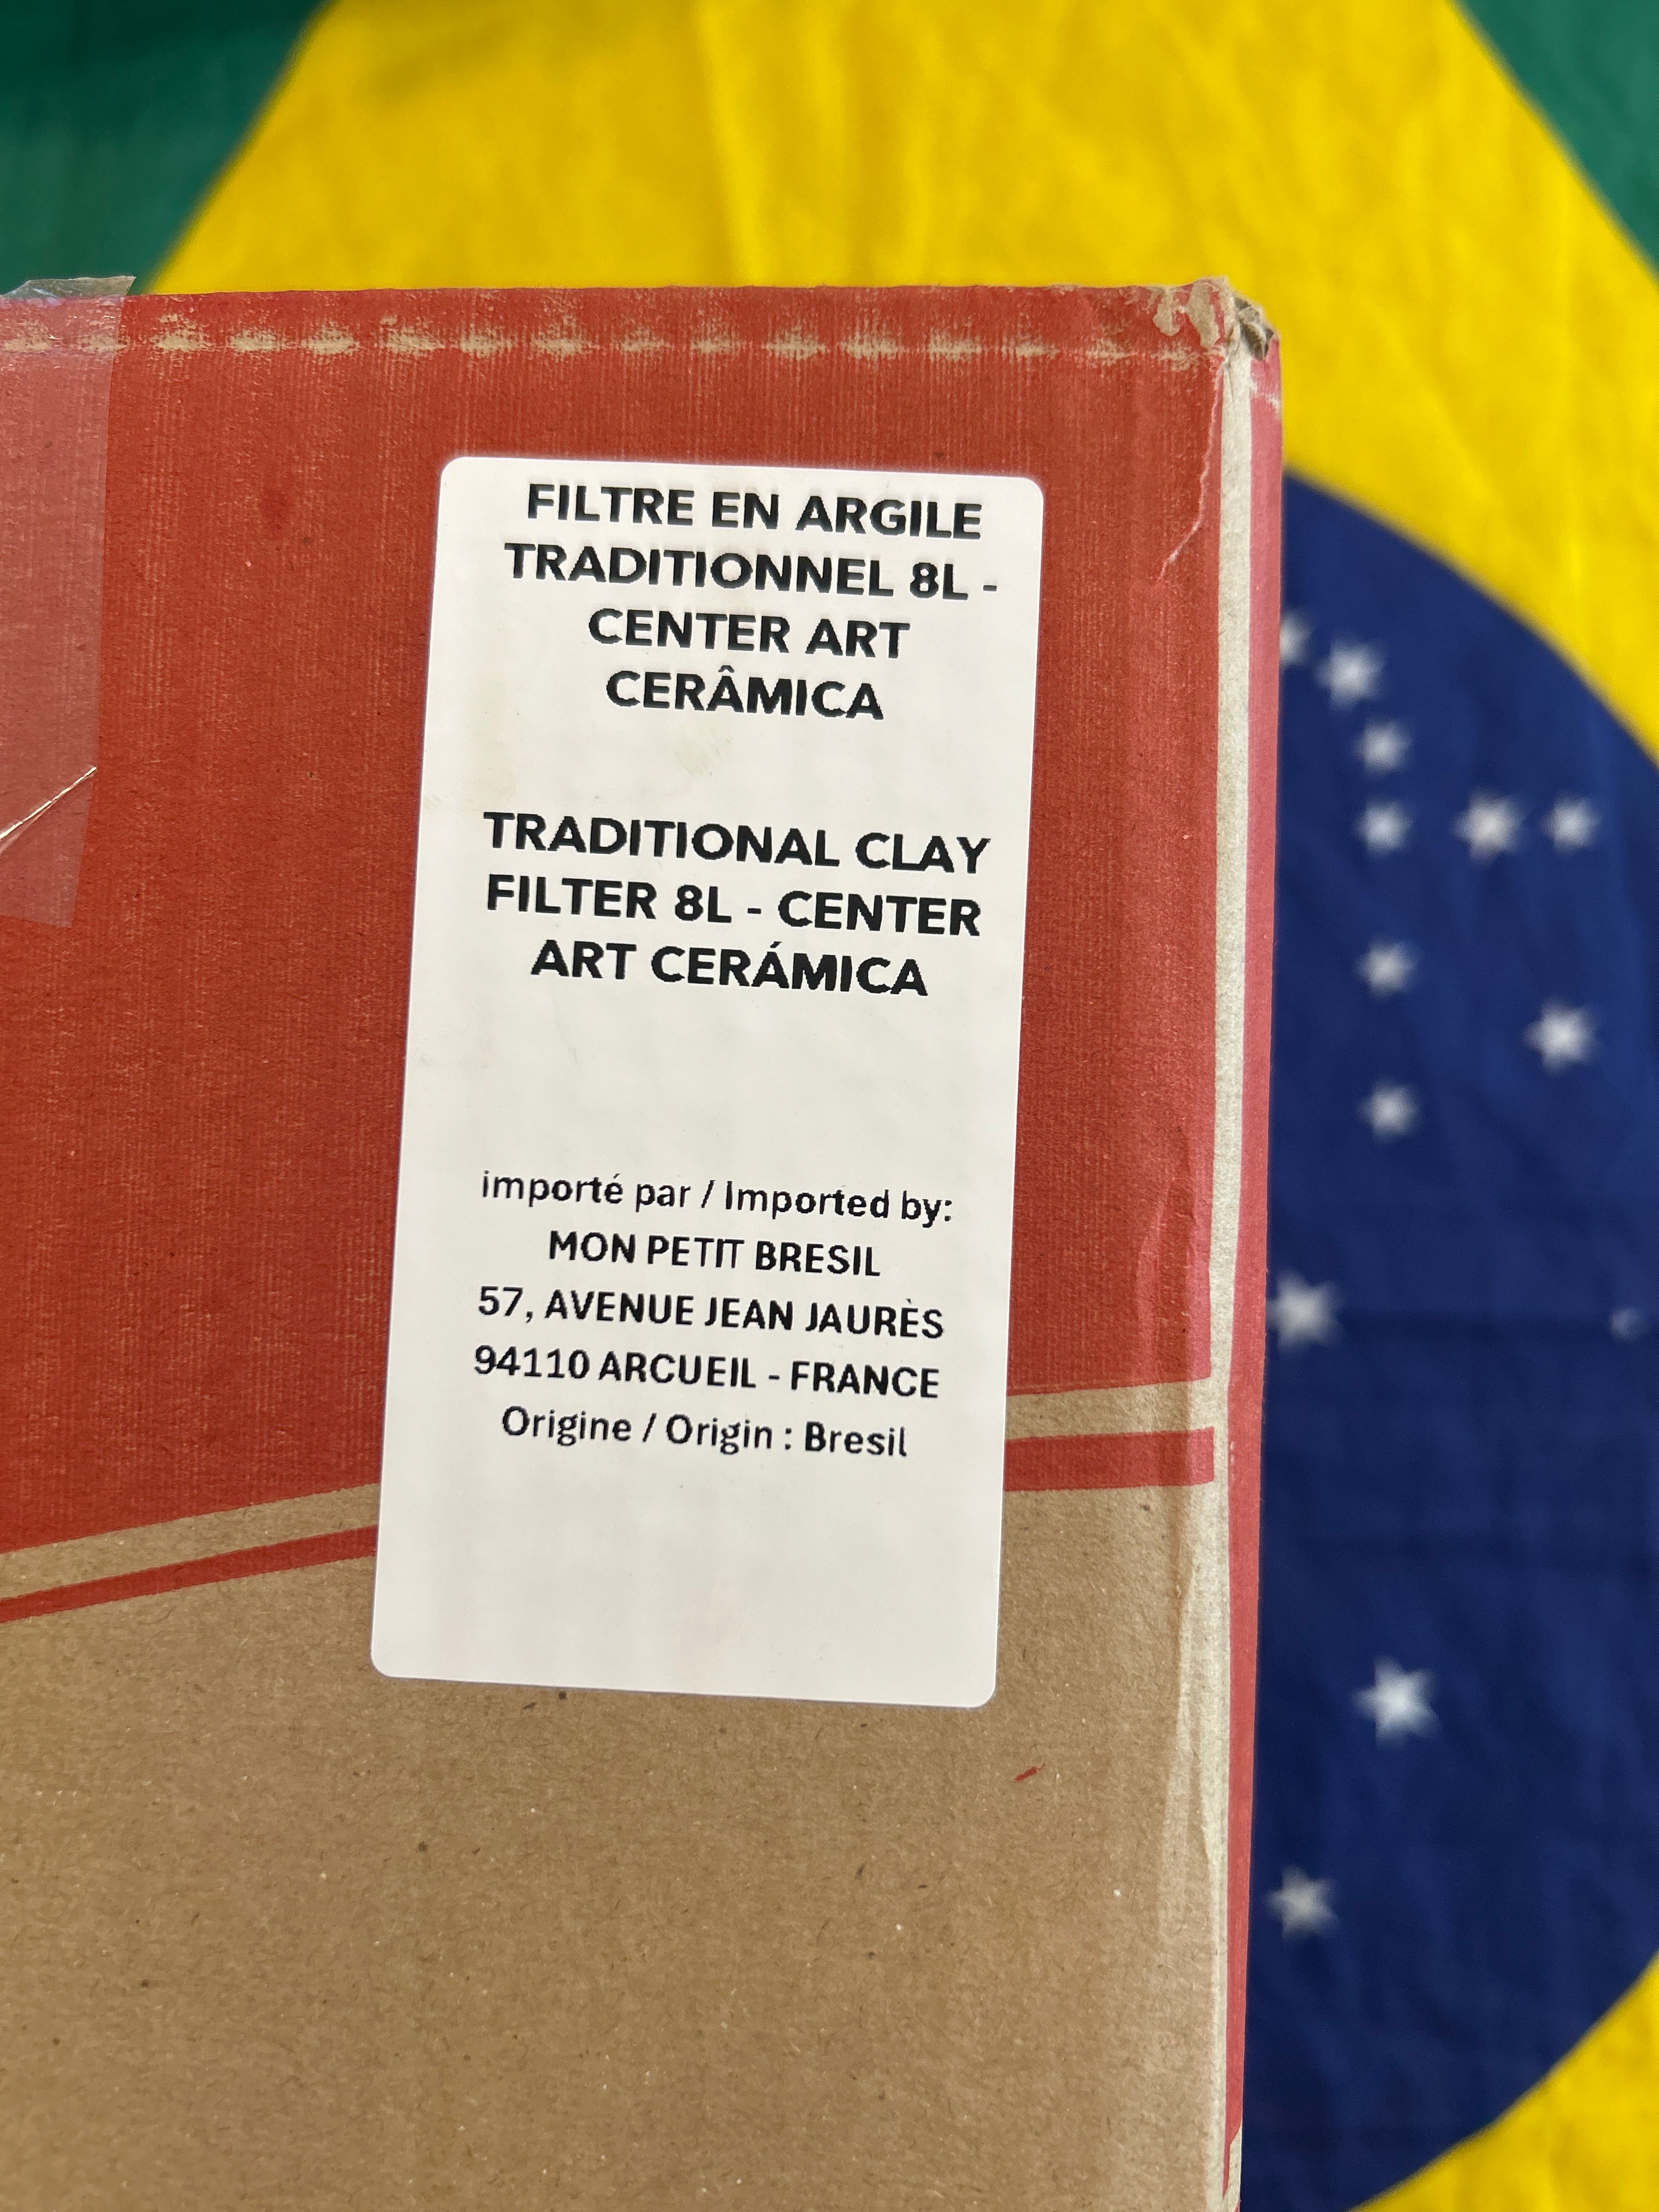 FILTRE EN ARGILE
TRADITIONNEL 8L -
CENTER ART
CERÂMICA
TRADITIONAL CLAY
FILTER 8L - CENTER
ART CERÁMICA
importé par / Imported by:
MON PETIT BRESIL
57, AVENUE JEAN JAURÈS
94110 ARCUEIL - FRANCE
Origine / Origin : Bresil